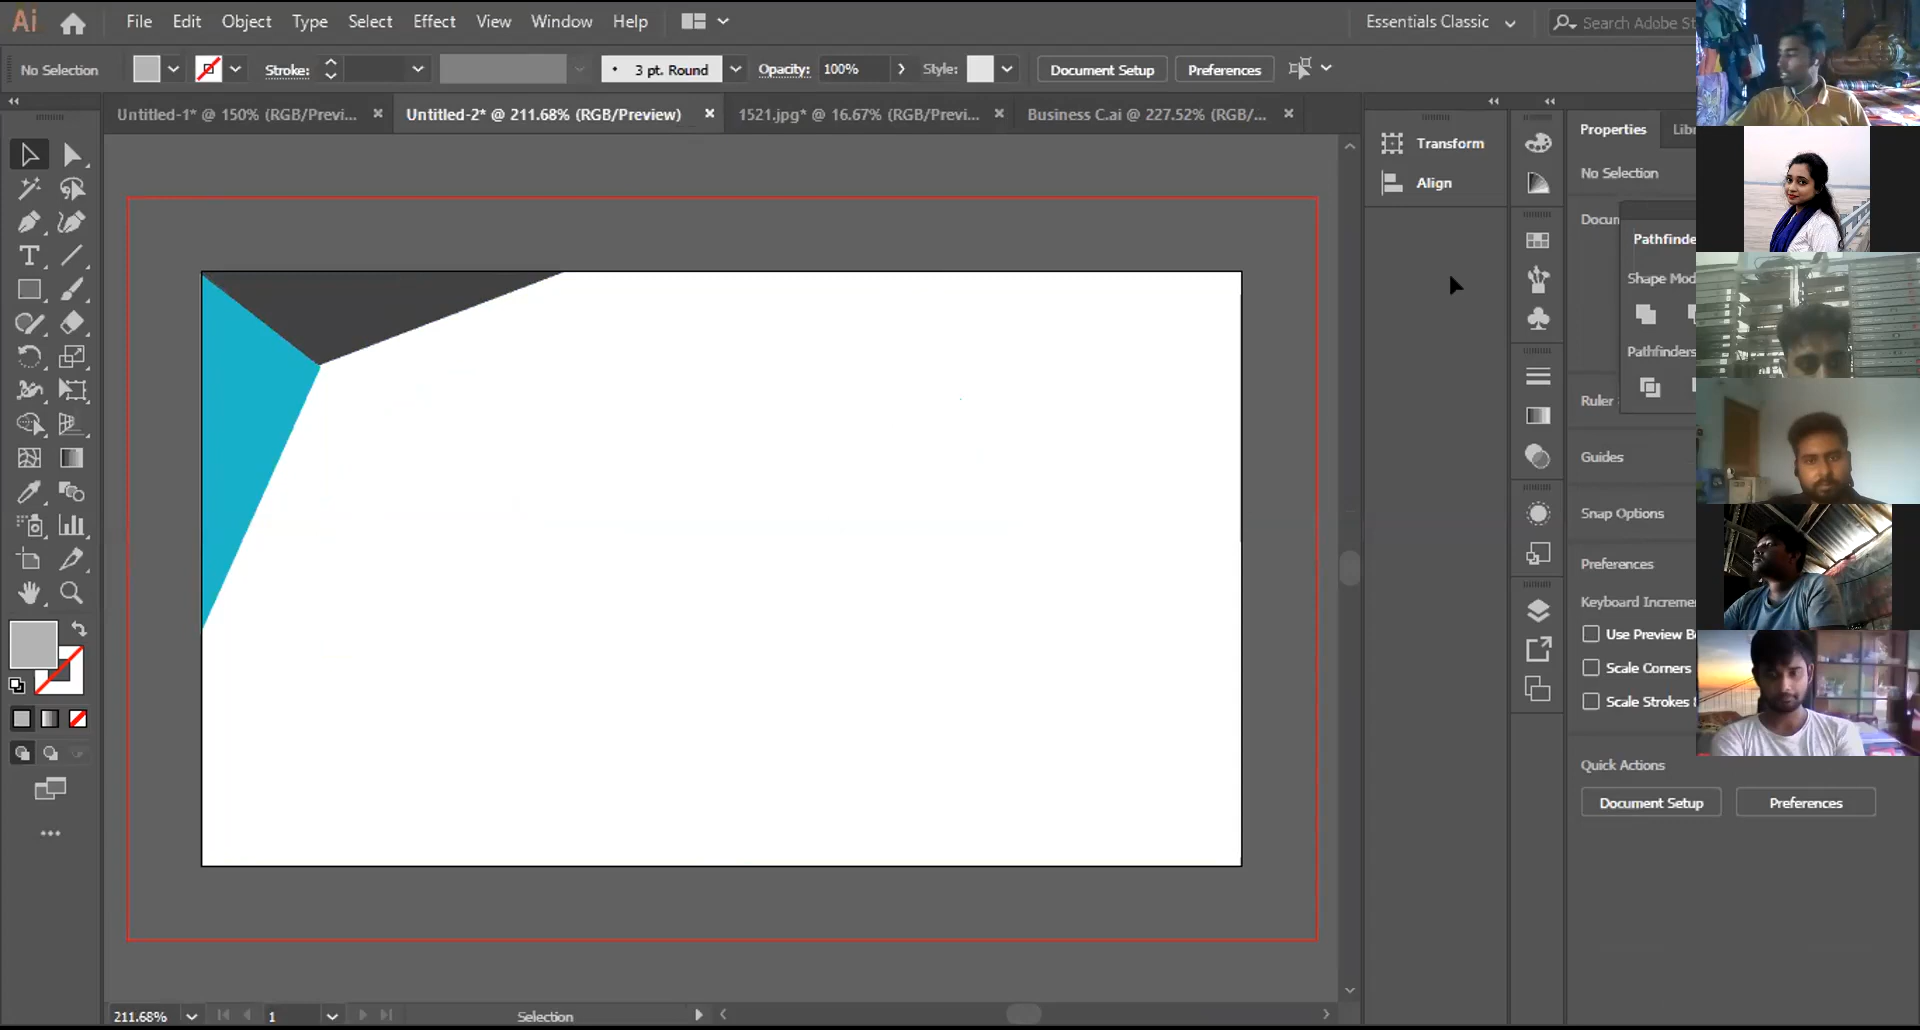 Ai File Edit Object Type Select Effect View Window Help Essentials Classic Search Adobe St
No Selection Stroke: 3 pt. Round Opacity: 100% Style: Document Setup Preferences
Untitled-1* @ 150% (RGB/Previ... × Untitled-2* @ 211.68% (RGB/Preview) × 1521.jpg* @ 16.67% (RGB/Previ... × Business C.ai @ 227.52% (RGB/... ×
Properties Lib
Transform
No Selection
Align
Docum
Pathfinde
Shape Mod
Pathfinders
Ruler
Guides
Snap Options
Preferences
Keyboard Increme
Use Preview B
Scale Corners
Scale Strokes
Quick Actions
Document Setup Preferences
211.68% 1 Selection